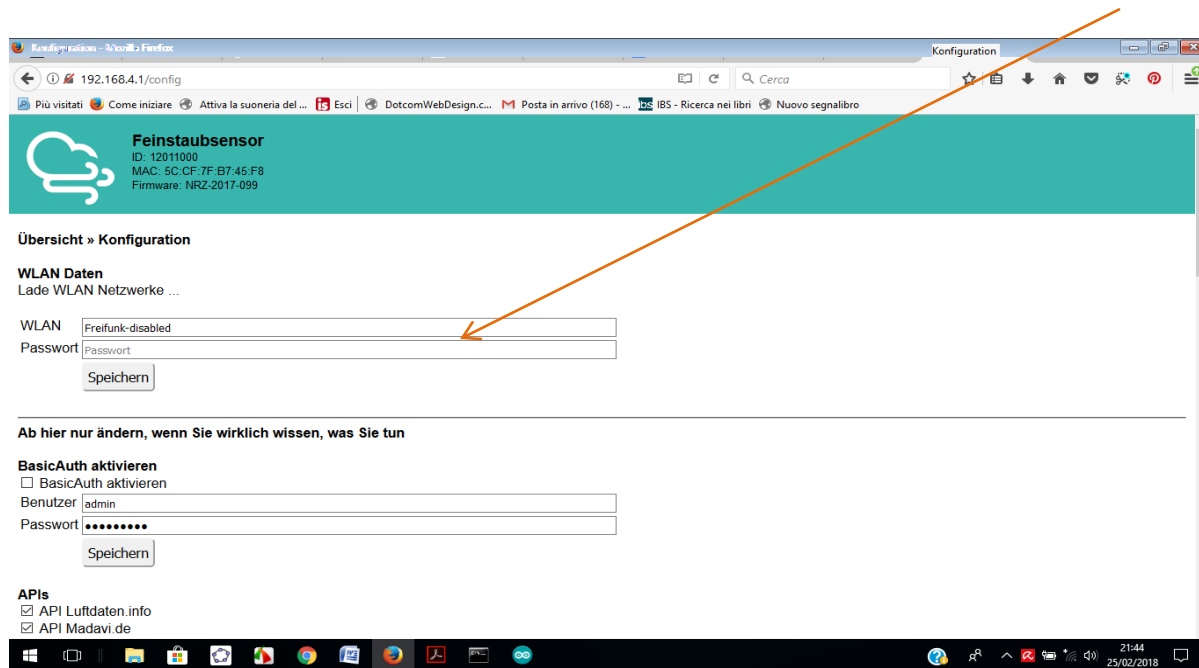 Konfiguration - Mozilla Firefox
Konfiguration
192.168.4.1/config
Cerca
Più visitati Come iniziare Attiva la suoneria del ... Esci DotcomWebDesign.c... Posta in arrivo (168) - ... ibs IBS - Ricerca nei libri Nuovo segnalibro
Feinstaubsensor
ID: 12011000
MAC: 5C:CF:7F:B7:45:F8
Firmware: NRZ-2017-099
Übersicht » Konfiguration
WLAN Daten
Lade WLAN Netzwerke ...
WLAN Freifunk-disabled
Passwort Passwort
Speichern
Ab hier nur ändern, wenn Sie wirklich wissen, was Sie tun
BasicAuth aktivieren
BasicAuth aktivieren
Benutzer admin
Passwort •••••••••
Speichern
APIs
API Luftdaten.info
API Madavi.de
21:44
25/02/2018